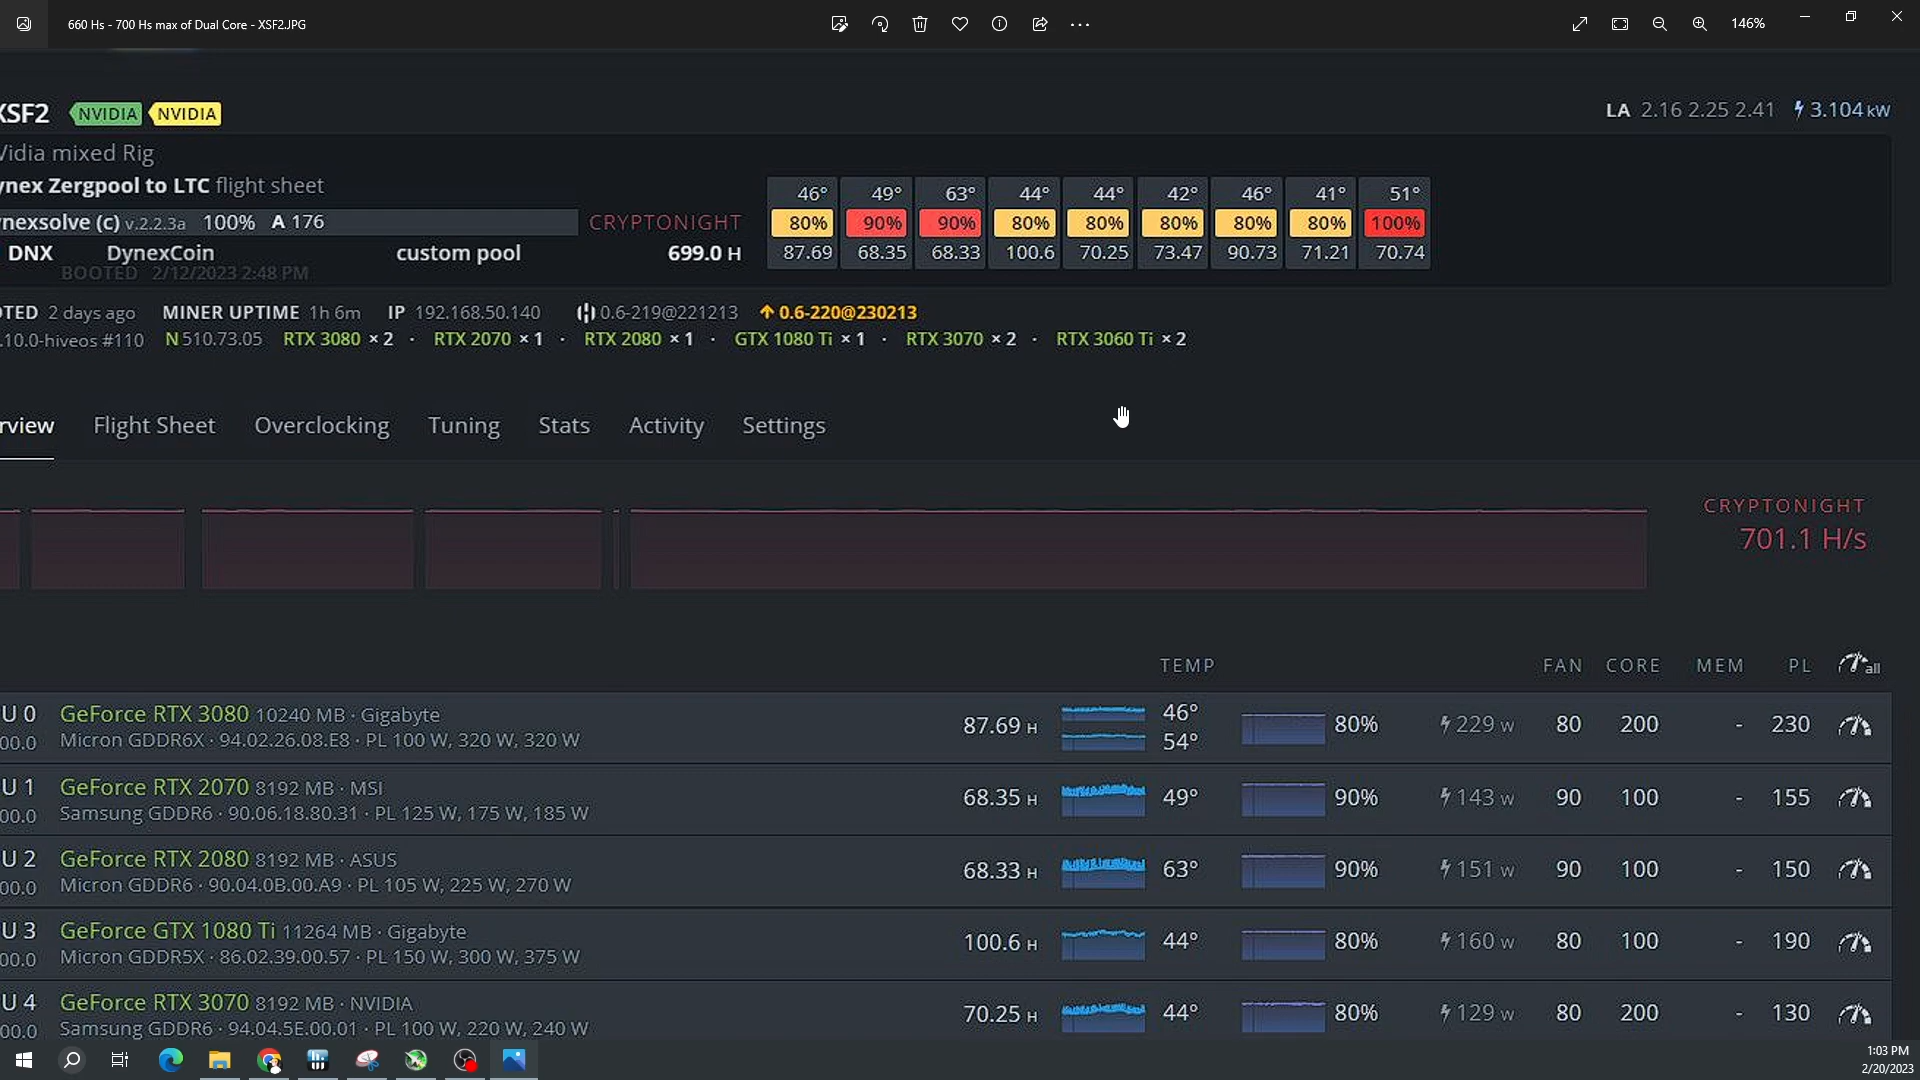 660 Hs - 700 Hs max of Dual Core - XSF2.JPG
146%
XSF2 NVIDIA NVIDIA
LA 2.16 2.25 2.41 3.104 kW
Vidia mixed Rig
ynex Zergpool to LTC flight sheet
ynexsolve (c) v.2.2.3a 100% A 176 CRYPTONIGHT
DNX DynexCoin custom pool 699.0 H
BOOTED 2/12/2023 2:48 PM
46° 49° 63° 44° 44° 42° 46° 41° 51°
80% 90% 90% 80% 80% 80% 80% 80% 100%
87.69 68.35 68.33 100.6 70.25 73.47 90.73 71.21 70.74
OTED 2 days ago MINER UPTIME 1h 6m IP 192.168.50.140 0.6-219@221213 0.6-220@230213
.10.0-hiveos #110 N 510.73.05 RTX 3080 × 2 · RTX 2070 × 1 · RTX 2080 × 1 · GTX 1080 Ti × 1 · RTX 3070 × 2 · RTX 3060 Ti × 2
rview Flight Sheet Overclocking Tuning Stats Activity Settings
CRYPTONIGHT
701.1 H/s
TEMP FAN CORE MEM PL all
U 0 GeForce RTX 3080 10240 MB · Gigabyte
00.0 Micron GDDR6X · 94.02.26.08.E8 · PL 100 W, 320 W, 320 W
87.69 H 46° 54° 80% 229 W 80 200 - 230
U 1 GeForce RTX 2070 8192 MB · MSI
00.0 Samsung GDDR6 · 90.06.18.80.31 · PL 125 W, 175 W, 185 W
68.35 H 49° 90% 143 W 90 100 - 155
U 2 GeForce RTX 2080 8192 MB · ASUS
00.0 Micron GDDR6 · 90.04.0B.00.A9 · PL 105 W, 225 W, 270 W
68.33 H 63° 90% 151 W 90 100 - 150
U 3 GeForce GTX 1080 Ti 11264 MB · Gigabyte
00.0 Micron GDDR5X · 86.02.39.00.57 · PL 150 W, 300 W, 375 W
100.6 H 44° 80% 160 W 80 100 - 190
U 4 GeForce RTX 3070 8192 MB · NVIDIA
00.0 Samsung GDDR6 · 94.04.5E.00.01 · PL 100 W, 220 W, 240 W
70.25 H 44° 80% 129 W 80 200 - 130
1:03 PM
2/20/2023